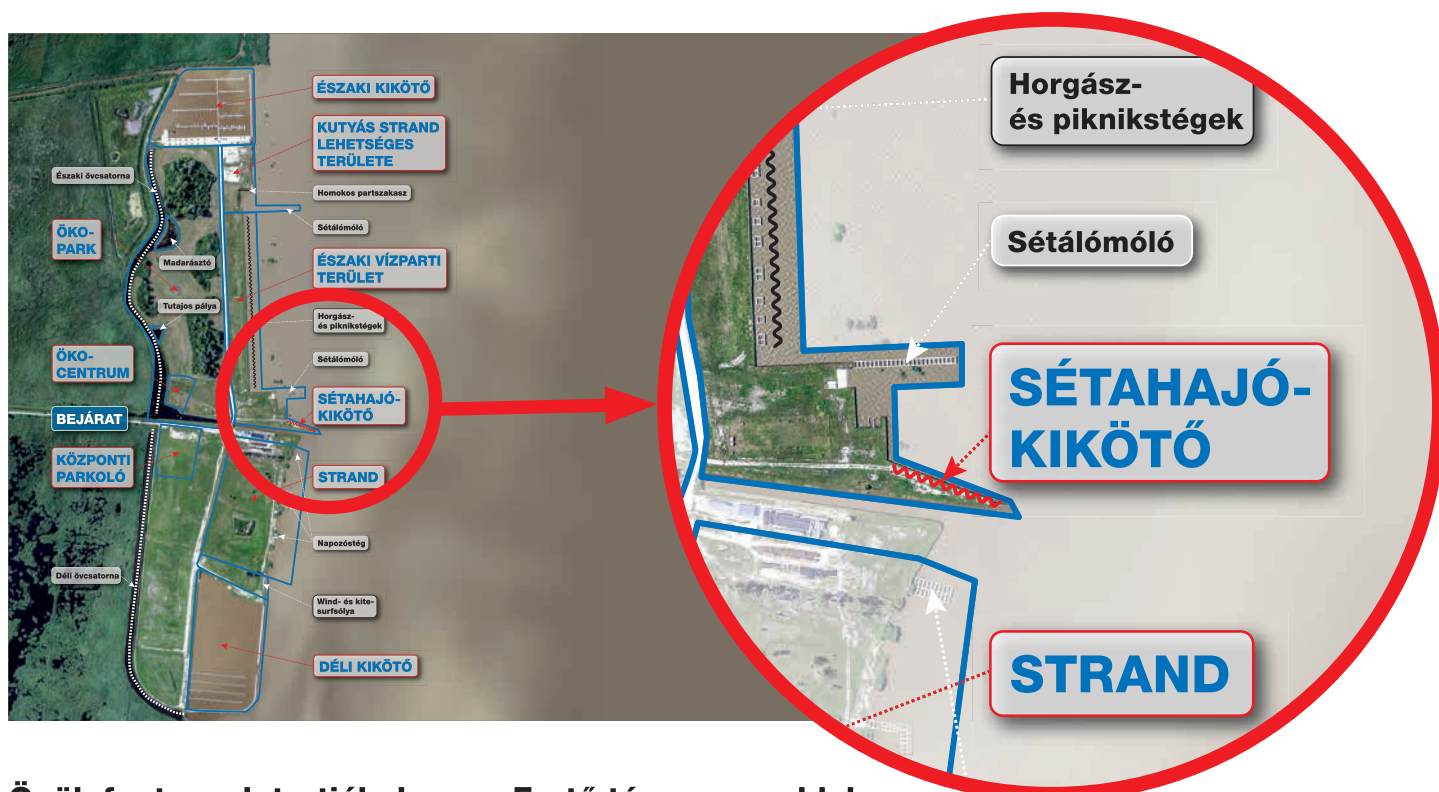 ÉSZAKI KIKÖTŐ
KUTYÁS STRAND
LEHETSÉGES
TERÜLETE
Északi övcsatorna
Homokos partszakasz
Sétálómóló
ÖKO-
PARK
Madarásztó
ÉSZAKI VÍZPARTI
TERÜLET
Tutajos pálya
Horgász-
és piknikstégek
Sétálómóló
ÖKO-
CENTRUM
SÉTAHAJÓ-
KIKÖTŐ
BEJÁRAT
KÖZPONTI
PARKOLÓ
STRAND
Napozóstég
Déli övcsatorna
Wind- és kite-
surfsólya
DÉLI KIKÖTŐ
Horgász-
és piknikstégek
Sétálómóló
SÉTAHAJÓ-
KIKÖTŐ
STRAND